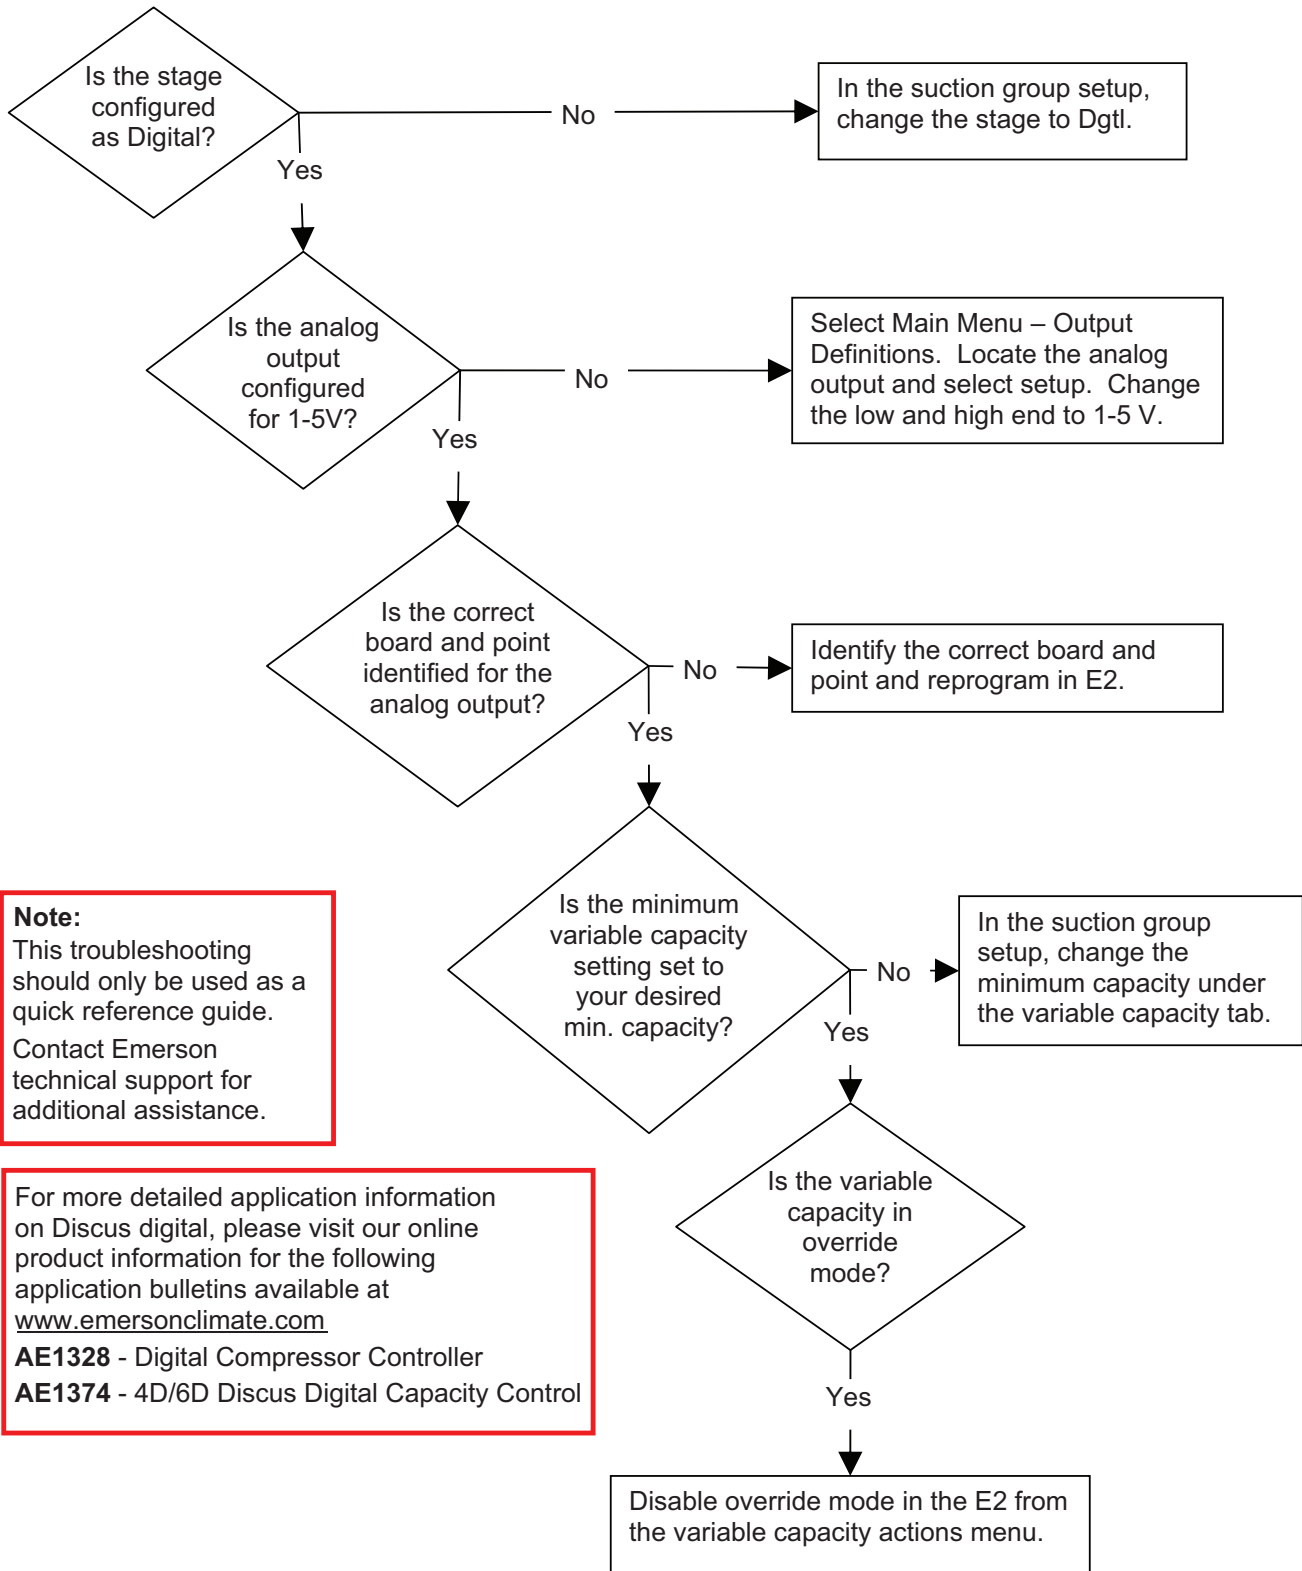 Is the stage
configured
as Digital?
No
In the suction group setup,
change the stage to Dgtl.
Yes
Is the analog
output
configured
for 1-5V?
No
Select Main Menu – Output
Definitions. Locate the analog
output and select setup. Change
the low and high end to 1-5 V.
Yes
Is the correct
board and point
identified for the
analog output?
No
Identify the correct board and
point and reprogram in E2.
Yes
Is the minimum
variable capacity
setting set to
your desired
min. capacity?
No
In the suction group
setup, change the
minimum capacity under
the variable capacity tab.
Yes
Is the variable
capacity in
override
mode?
Yes
Disable override mode in the E2 from
the variable capacity actions menu.
Note:
This troubleshooting
should only be used as a
quick reference guide.
Contact Emerson
technical support for
additional assistance.
For more detailed application information
on Discus digital, please visit our online
product information for the following
application bulletins available at
www.emersonclimate.com
AE1328 - Digital Compressor Controller
AE1374 - 4D/6D Discus Digital Capacity Control